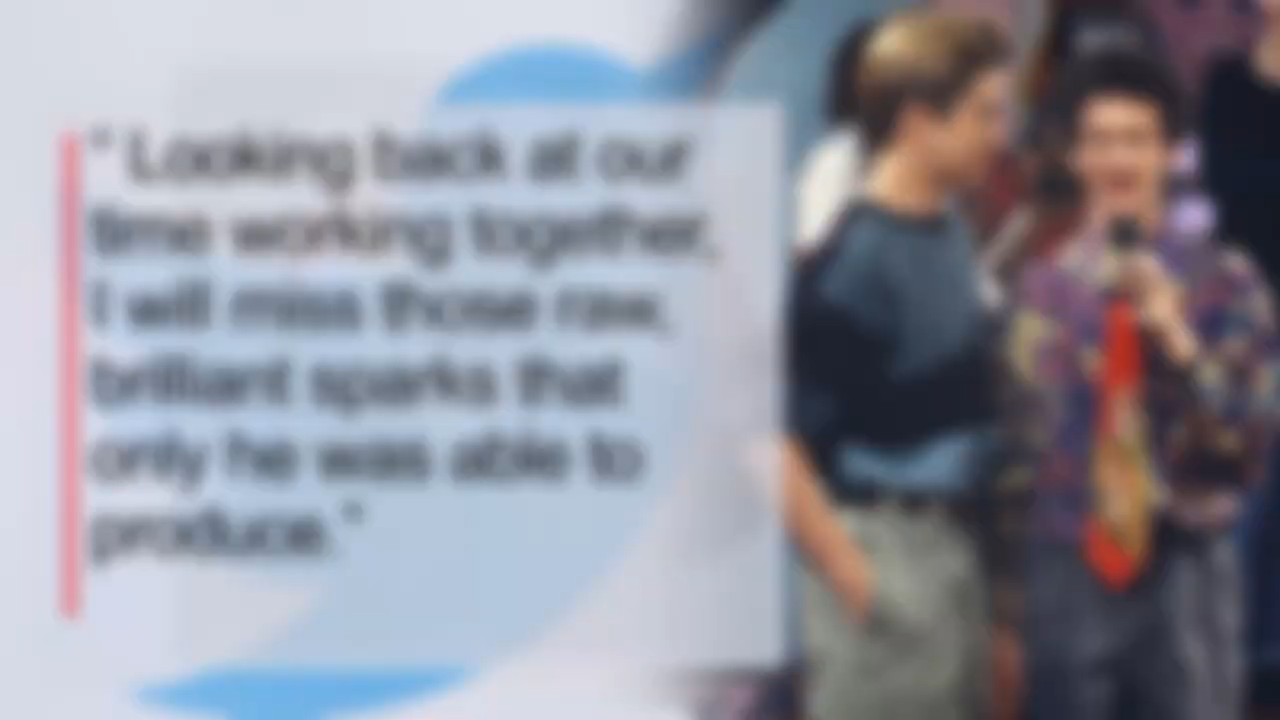 " Looking back at our
time working together,
I will miss those raw,
brilliant sparks that
only he was able to
produce."